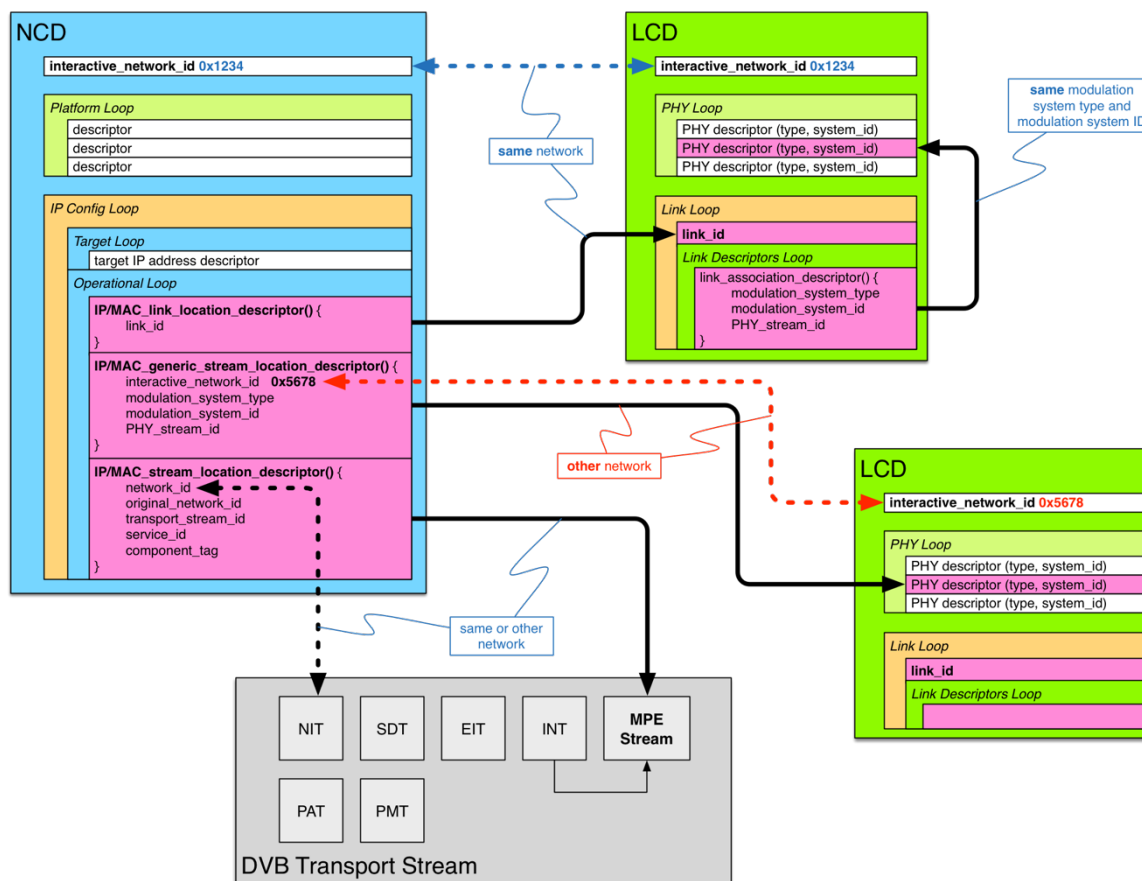 NCD
interactive_network_id 0x1234
Platform Loop
descriptor
descriptor
descriptor
IP Config Loop
Target Loop
target IP address descriptor
Operational Loop
IP/MAC_link_location_descriptor() {
link_id
}
IP/MAC_generic_stream_location_descriptor() {
interactive_network_id 0x5678
modulation_system_type
modulation_system_id
PHY_stream_id
}
IP/MAC_stream_location_descriptor() {
network_id
original_network_id
transport_stream_id
service_id
component_tag
}
same network
LCD
interactive_network_id 0x1234
PHY Loop
PHY descriptor (type, system_id)
PHY descriptor (type, system_id)
PHY descriptor (type, system_id)
Link Loop
link_id
Link Descriptors Loop
link_association_descriptor() {
modulation_system_type
modulation_system_id
PHY_stream_id
}
same modulation
system type and
modulation system ID
other network
LCD
interactive_network_id 0x5678
PHY Loop
PHY descriptor (type, system_id)
PHY descriptor (type, system_id)
PHY descriptor (type, system_id)
Link Loop
link_id
Link Descriptors Loop
same or other
network
NIT
SDT
EIT
INT
MPE
Stream
PAT
PMT
DVB Transport Stream